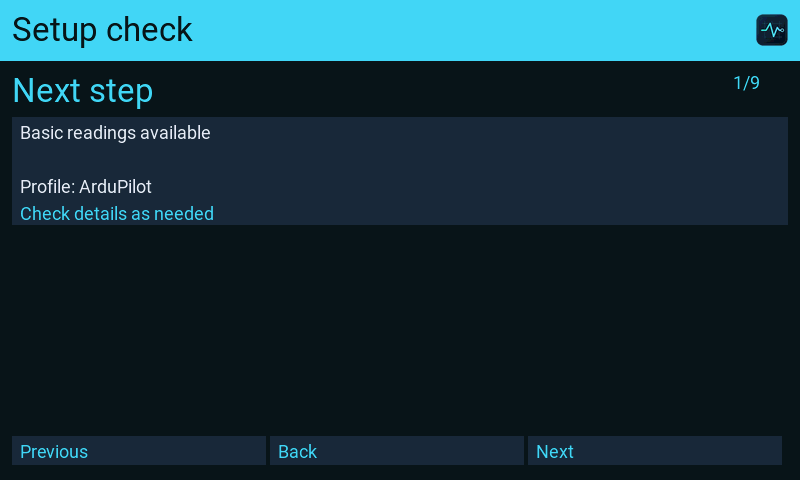 Setup check
Next step
1/9
Basic readings available
Profile: ArduPilot
Check details as needed
Previous
Back
Next